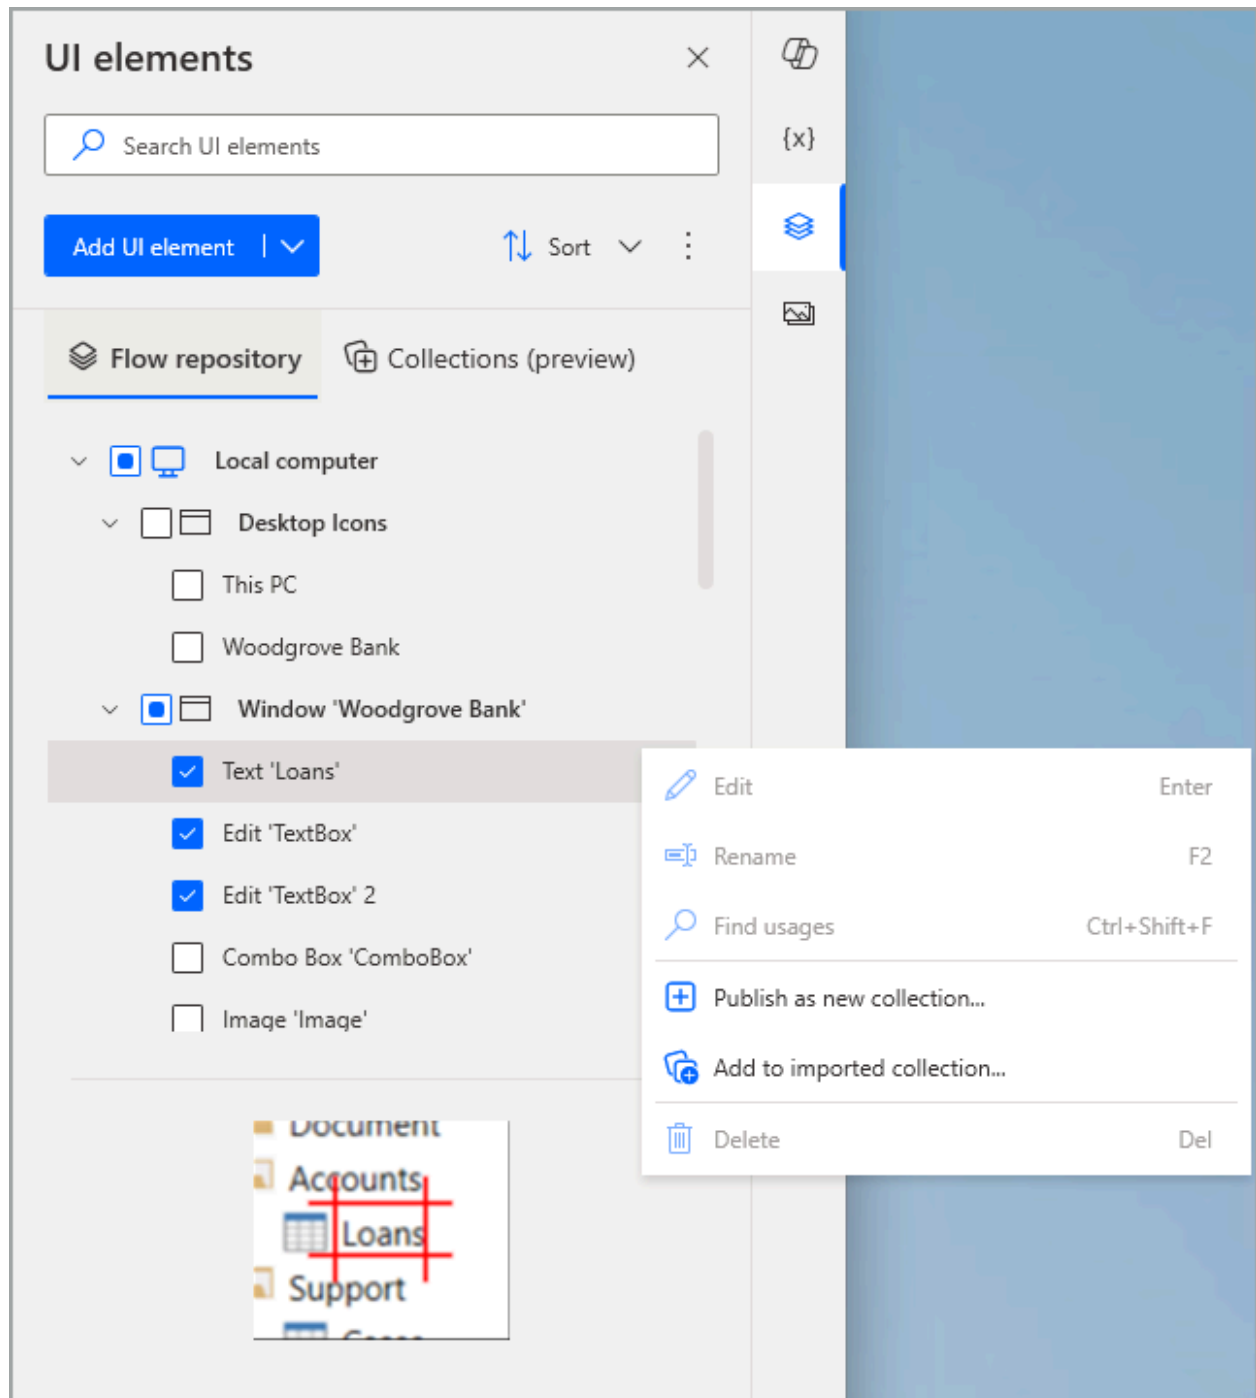 UI elements
Search UI elements
Add UI element
Sort
{x}
Flow repository
Collections (preview)
Local computer
Desktop Icons
This PC
Woodgrove Bank
Window 'Woodgrove Bank'
Text 'Loans'
Edit 'TextBox'
Edit 'TextBox' 2
Combo Box 'ComboBox'
Image 'Image'
Edit Enter
Rename F2
Find usages Ctrl+Shift+F
Publish as new collection...
Add to imported collection...
Delete Del
Document
Accounts
Loans
Support